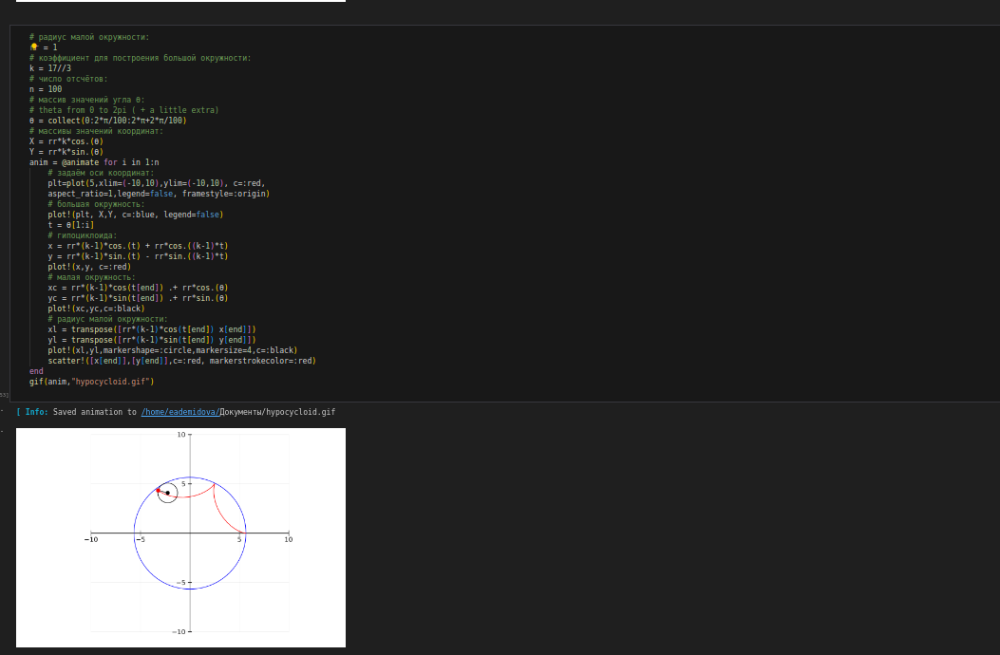 # радиус малой окружности:
= 1
# коэффициент для построения большой окружности:
k = 17//3
# число отсчётов:
n = 100
# массив значений угла θ:
# theta from 0 to 2pi ( + a little extra)
θ = collect(0:2*π/100:2*π+2*π/100)
# массивы значений координат:
X = rr*k*cos.(θ)
Y = rr*k*sin.(θ)
anim = @animate for i in 1:n
# задаём оси координат:
plt=plot(5,xlim=(-10,10),ylim=(-10,10), c=:red,
aspect_ratio=1,legend=false, framestyle=:origin)
# большая окружность:
plot!(plt, X,Y, c=:blue, legend=false)
t = θ[1:i]
# гипоциклоида:
x = rr*(k-1)*cos.(t) + rr*cos.((k-1)*t)
y = rr*(k-1)*sin.(t) - rr*sin.((k-1)*t)
plot!(x,y, c=:red)
# малая окружность:
xc = rr*(k-1)*cos(t[end]) .+ rr*cos.(θ)
yc = rr*(k-1)*sin(t[end]) .+ rr*sin.(θ)
plot!(xc,yc,c=:black)
# радиус малой окружности:
xl = transpose([rr*(k-1)*cos(t[end]) x[end]])
yl = transpose([rr*(k-1)*sin(t[end]) y[end]])
plot!(xl,yl,markershape=:circle,markersize=4,c=:black)
scatter!([x[end]],[y[end]],c=:red, markerstrokecolor=:red)
end
gif(anim,"hypocycloid.gif")
53]
[ Info: Saved animation to /home/eademidova/Документы/hypocycloid.gif
10
5
−10 −5 5 10
−5
−10